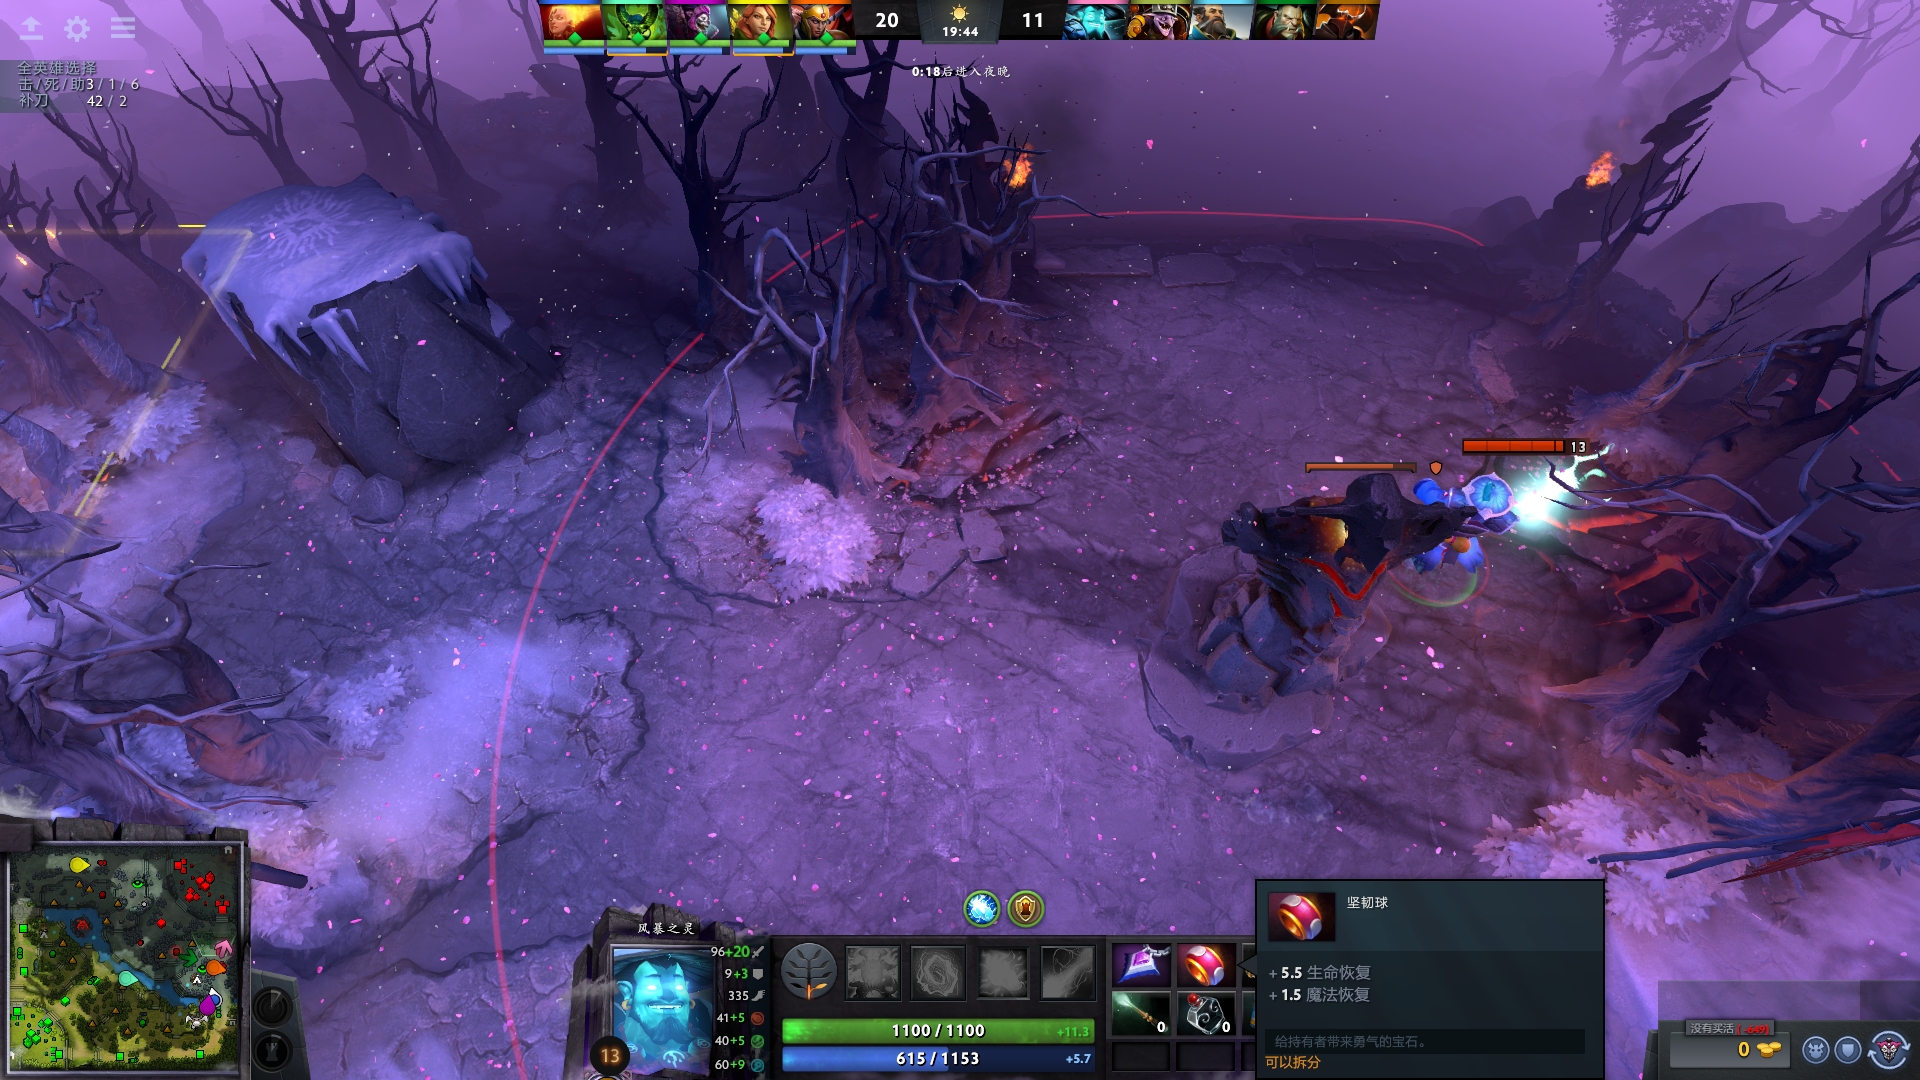 20
19:44
11
0:18后进入夜晚
全英雄选择
击/死/助3 / 1 / 6
补刀 42 / 2
13
风暴之灵
96+20
9+3
335
41+5
40+5
60+9
13
1100 / 1100
+11.3
615 / 1153
+5.7
0
0
坚韧球
+ 5.5 生命恢复
+ 1.5 魔法恢复
给持有者带来勇气的宝石。
可以拆分
没有买活
0